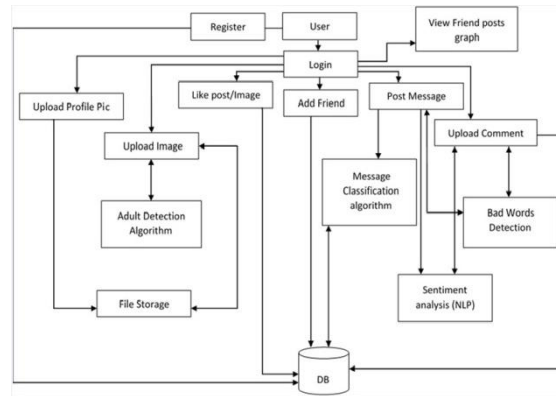 Register
User
View Friend posts
graph
Login
Upload Profile Pic
Like post/Image
Add Friend
Post Message
Upload Image
Upload Comment
Adult Detection
Algorithm
Message
Classification
algorithm
Bad Words
Detection
File Storage
Sentiment
analysis (NLP)
DB